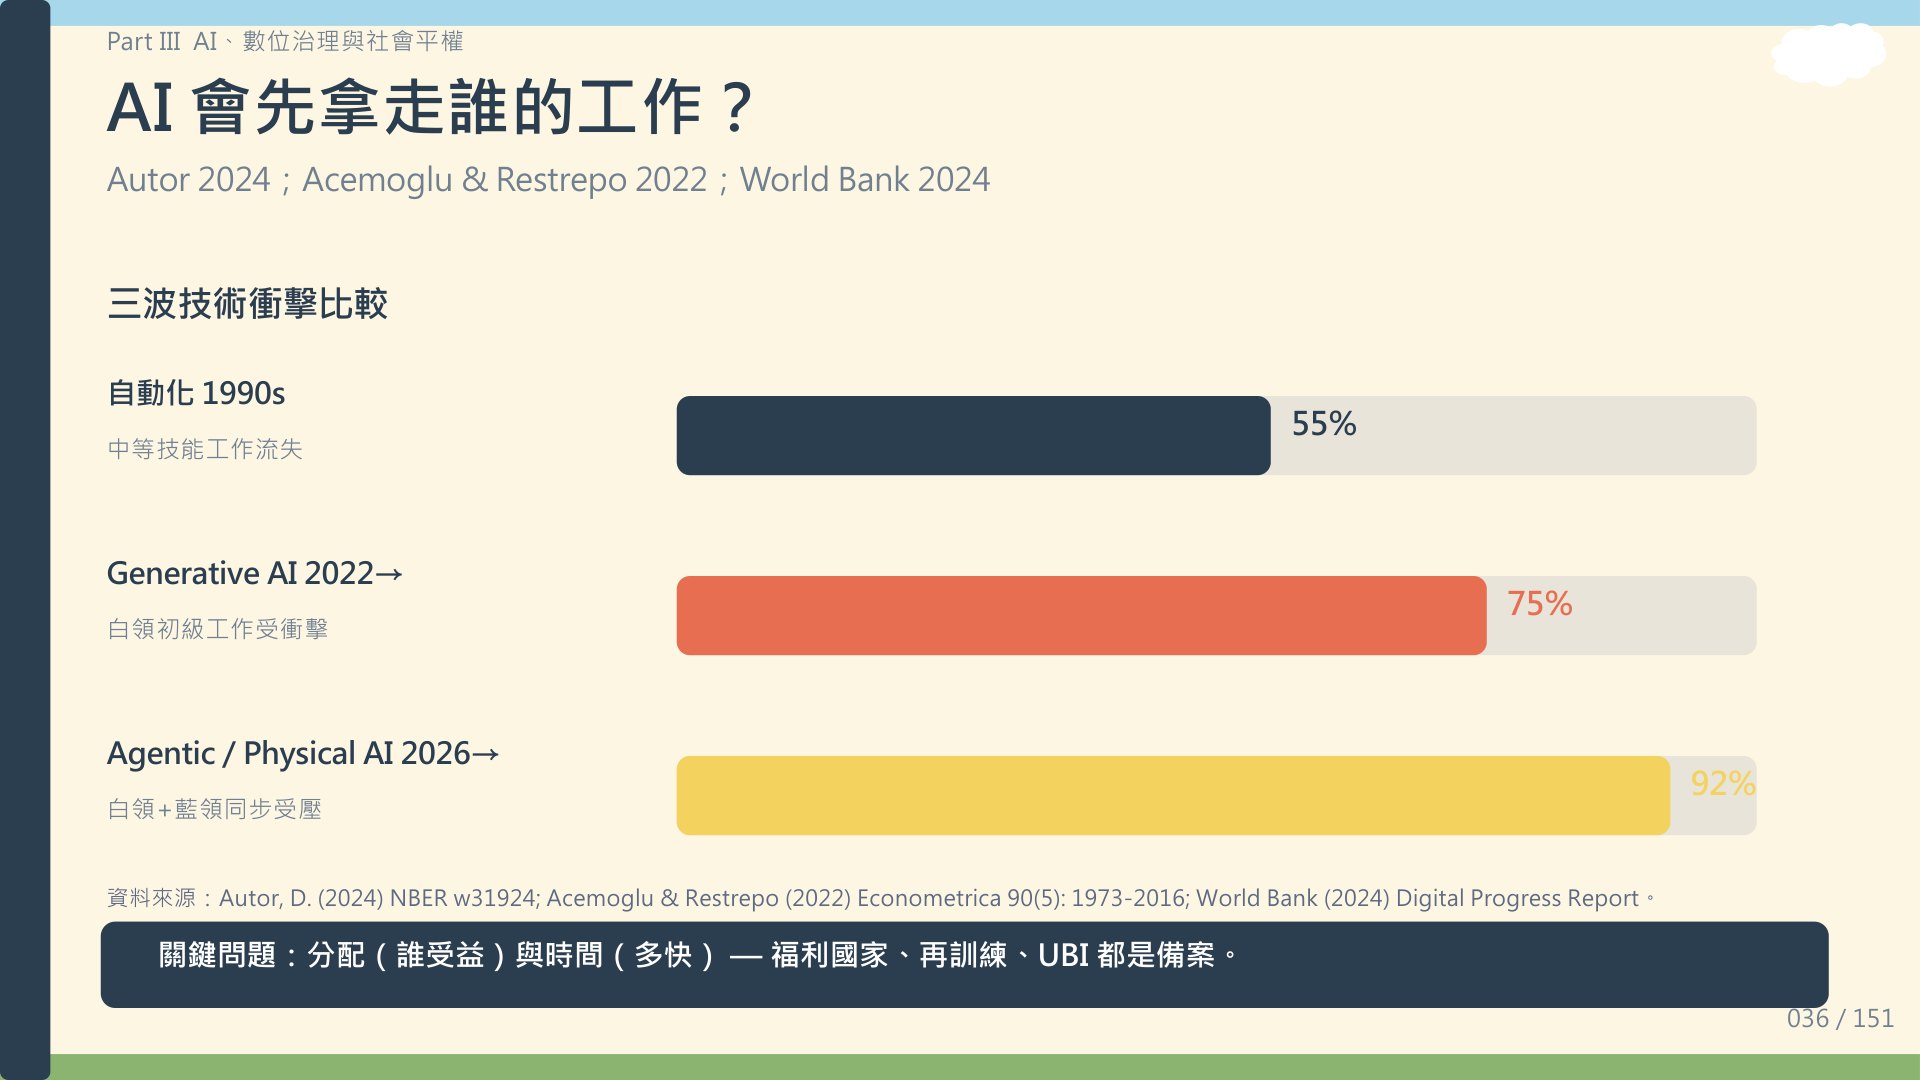 Part III  AI、數位治理與社會平權
AI 會先拿走誰的工作？
Autor 2024；Acemoglu & Restrepo 2022；World Bank 2024
三波技術衝擊比較
自動化 1990s
中等技能工作流失
55%
Generative AI 2022→
白領初級工作受衝擊
75%
Agentic / Physical AI 2026→
白領+藍領同步受壓
92%
資料來源：Autor, D. (2024) NBER w31924; Acemoglu & Restrepo (2022) Econometrica 90(5): 1973-2016; World Bank (2024) Digital Progress Report。
關鍵問題：分配（誰受益）與時間（多快）— 福利國家、再訓練、UBI 都是備案。
036 / 151